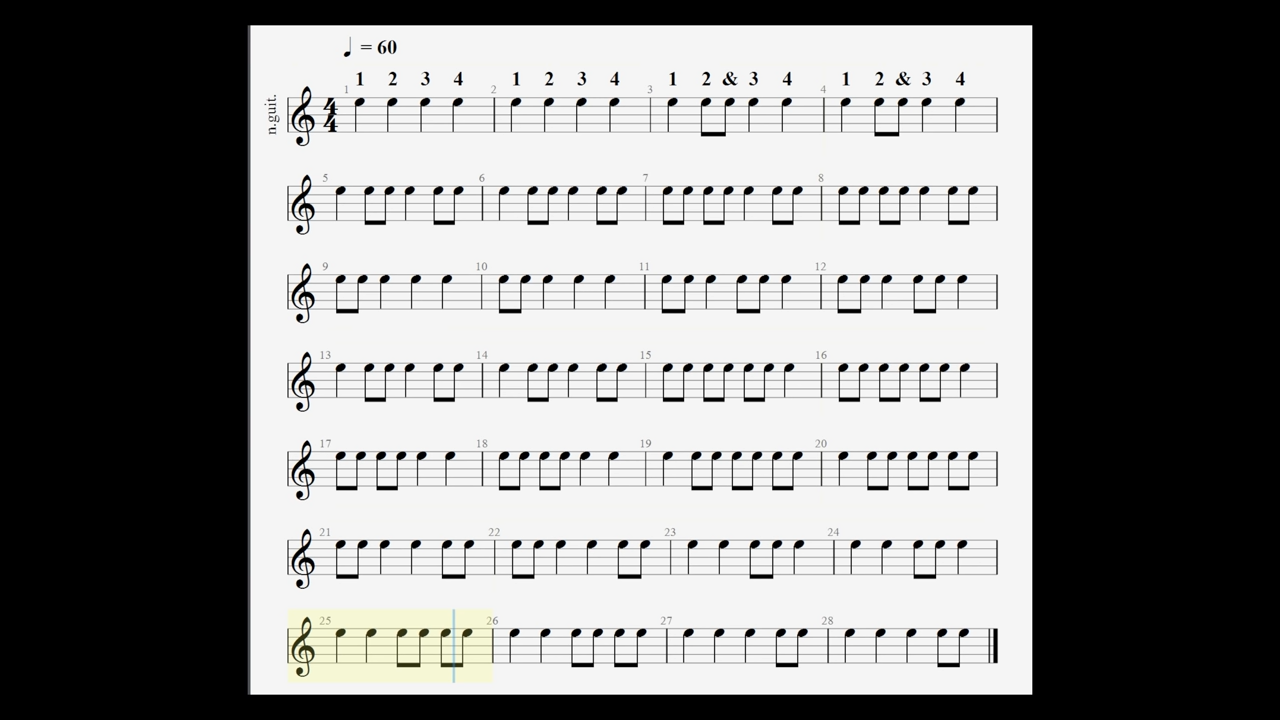 ♩ = 60
1 2 3 4 1 2 3 4 1 2 & 3 4 1 2 & 3 4
n.guit.
1 2 3 4
4
4
5 6 7 8
9 10 11 12
13 14 15 16
17 18 19 20
21 22 23 24
25 26 27 28